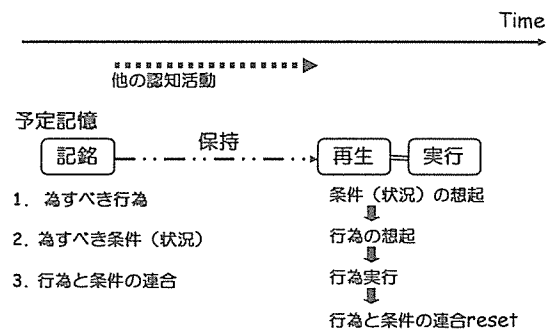 Time
他の認知活動
予定記憶
記銘
保持
再生
実行
1. 為すべき行為
2. 為すべき条件（状況）
3. 行為と条件の連合
条件（状況）の想起
行為の想起
行為実行
行為と条件の連合reset